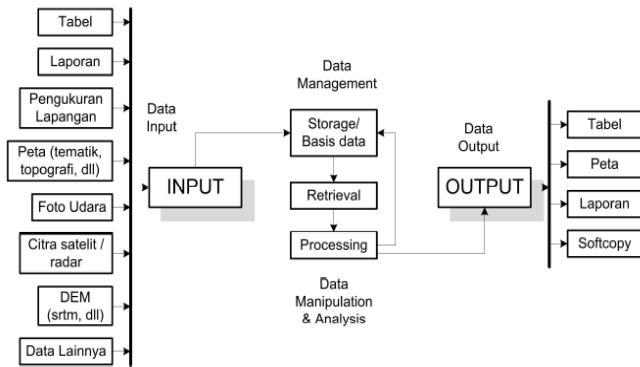 Tabel
Laporan
Pengukuran
Lapangan
Peta (tematik,
topografi, dll)
Foto Udara
Citra satelit /
radar
DEM
(srtm, dll)
Data Lainnya
Data
Input
INPUT
Data
Management
Storage/
Basis data
Retrieval
Processing
Data
Manipulation
& Analysis
Data
Output
OUTPUT
Tabel
Peta
Laporan
Softcopy